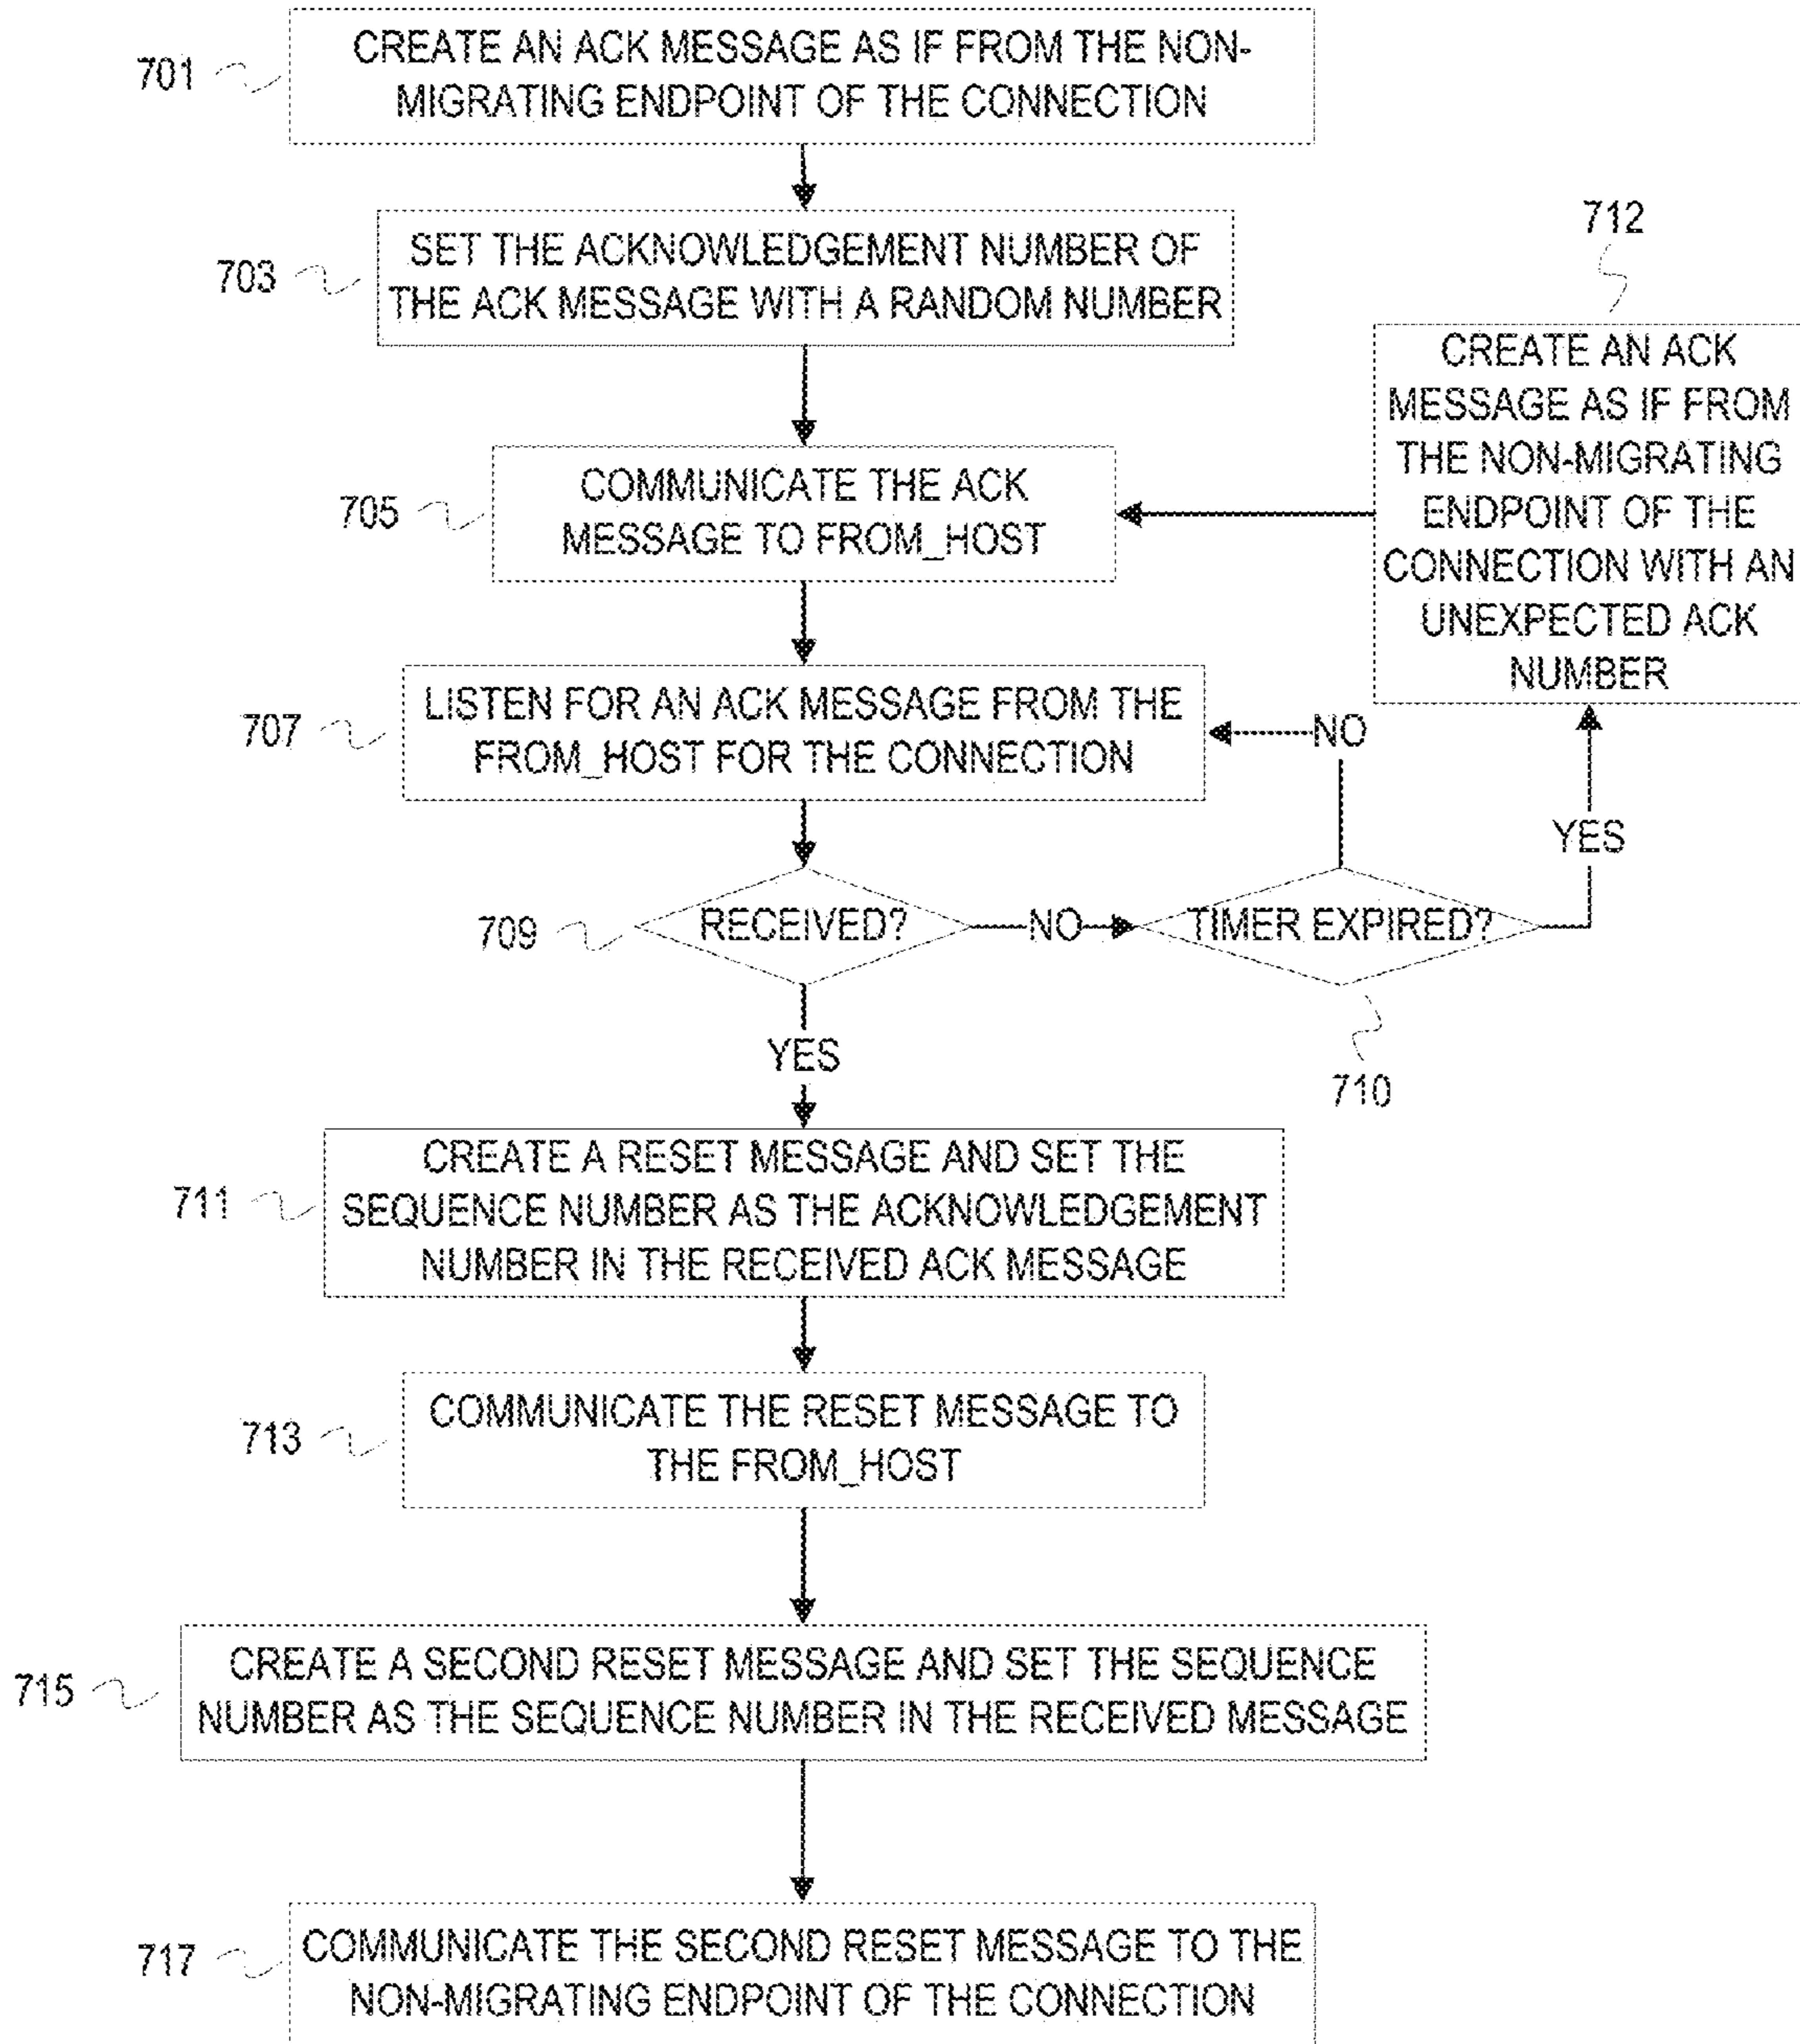 701
CREATE AN ACK MESSAGE AS IF FROM THE NON-
MIGRATING ENDPOINT OF THE CONNECTION
703
SET THE ACKNOWLEDGEMENT NUMBER OF
THE ACK MESSAGE WITH A RANDOM NUMBER
712
CREATE AN ACK
MESSAGE AS IF FROM
THE NON-MIGRATING
ENDPOINT OF THE
CONNECTION WITH AN
UNEXPECTED ACK
NUMBER
705
COMMUNICATE THE ACK
MESSAGE TO FROM_HOST
707
LISTEN FOR AN ACK MESSAGE FROM THE
FROM_HOST FOR THE CONNECTION
NO
YES
709
RECEIVED?
NO
TIMER EXPIRED?
YES
710
711
CREATE A RESET MESSAGE AND SET THE
SEQUENCE NUMBER AS THE ACKNOWLEDGEMENT
NUMBER IN THE RECEIVED ACK MESSAGE
713
COMMUNICATE THE RESET MESSAGE TO
THE FROM_HOST
715
CREATE A SECOND RESET MESSAGE AND SET THE SEQUENCE
NUMBER AS THE SEQUENCE NUMBER IN THE RECEIVED MESSAGE
717
COMMUNICATE THE SECOND RESET MESSAGE TO THE
NON-MIGRATING ENDPOINT OF THE CONNECTION